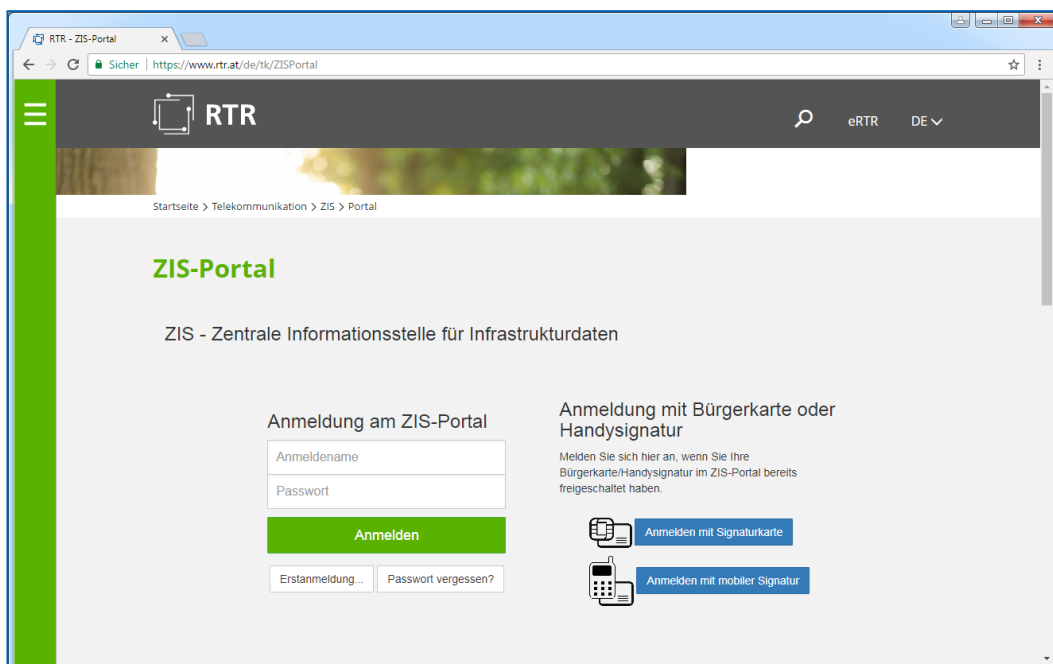 RTR - ZIS-Portal
Sicher | https://www.rtr.at/de/tk/ZISPortal
RTR
eRTR
DE
Startseite > Telekommunikation > ZIS > Portal
ZIS-Portal
ZIS - Zentrale Informationsstelle für Infrastrukturdaten
Anmeldung am ZIS-Portal
Anmeldename
Passwort
Anmelden
Erstanmeldung...
Passwort vergessen?
Anmeldung mit Bürgerkarte oder
Handysignatur
Melden Sie sich hier an, wenn Sie Ihre
Bürgerkarte/Handysignatur im ZIS-Portal bereits
freigeschaltet haben.
Anmelden mit Signaturkarte
Anmelden mit mobiler Signatur